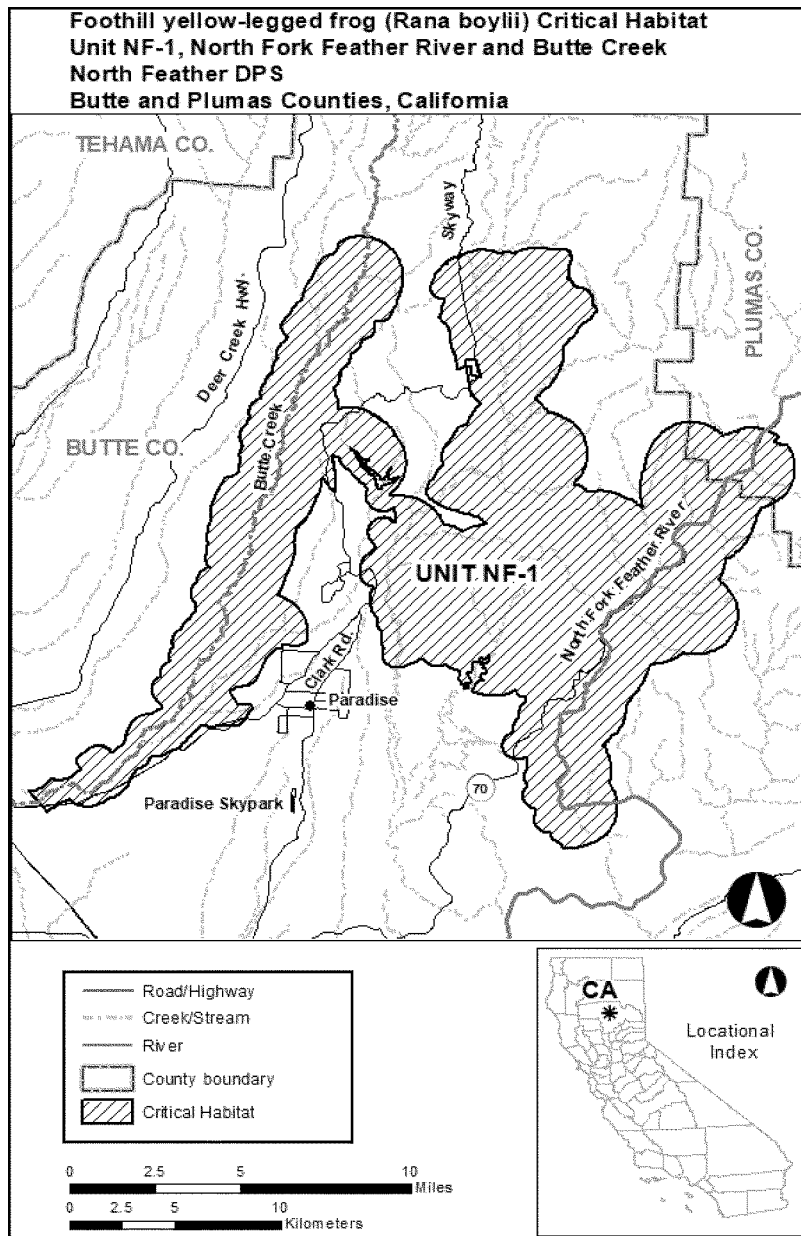 Foothill yellow-legged frog (Rana boylii) Critical Habitat
Unit NF-1, North Fork Feather River and Butte Creek
North Feather DPS
Butte and Plumas Counties, California
TEHAMA CO.
Skyway
PLUMAS CO.
Deer Creek Hwy.
BUTTE CO.
Butte Creek
UNIT NF-1
North Fork Feather River
Clark Rd.
Paradise
Paradise Skypark
70
Road/Highway
Creek/Stream
River
County boundary
Critical Habitat
CA
Locational
Index
0 2.5 5 10
Miles
0 2.5 5 10
Kilometers